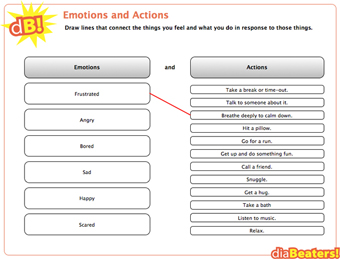 dB!
Emotions and Actions
Draw lines that connect the things you feel and what you do in response to those things.
Emotions and Actions
Frustrated
Angry
Bored
Sad
Happy
Scared
Take a break or time-out.
Talk to someone about it.
Breathe deeply to calm down.
Hit a pillow.
Go for a run.
Get up and do something fun.
Call a friend.
Snuggle.
Get a hug.
Take a bath
Listen to music.
Relax.
diaBeaters!